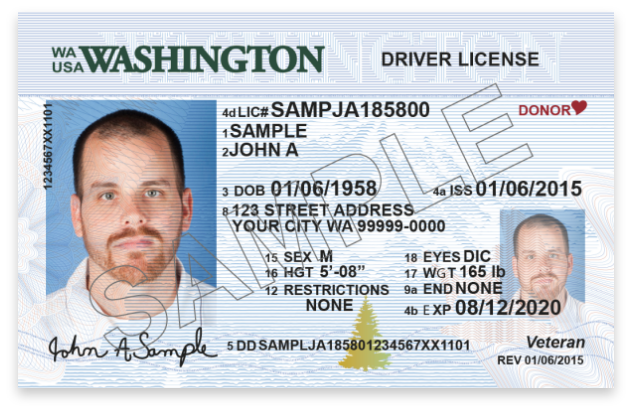 WA USA WASHINGTON DRIVER LICENSE
1234567XX1101
4d LIC# SAMPJA185800 DONOR
1 SAMPLE
2 JOHN A
3 DOB 01/06/1958 4a ISS 01/06/2015
8 123 STREET ADDRESS
YOUR CITY WA 99999-0000
15 SEX M 18 EYES DIC
16 HGT 5'-08" 17 WGT 165 lb
12 RESTRICTIONS 9a END NONE
NONE 4b EXP 08/12/2020
SAMPLE
John A Sample
5 DD SAMPLJA185801234567XX1101
Veteran
REV 01/06/2015